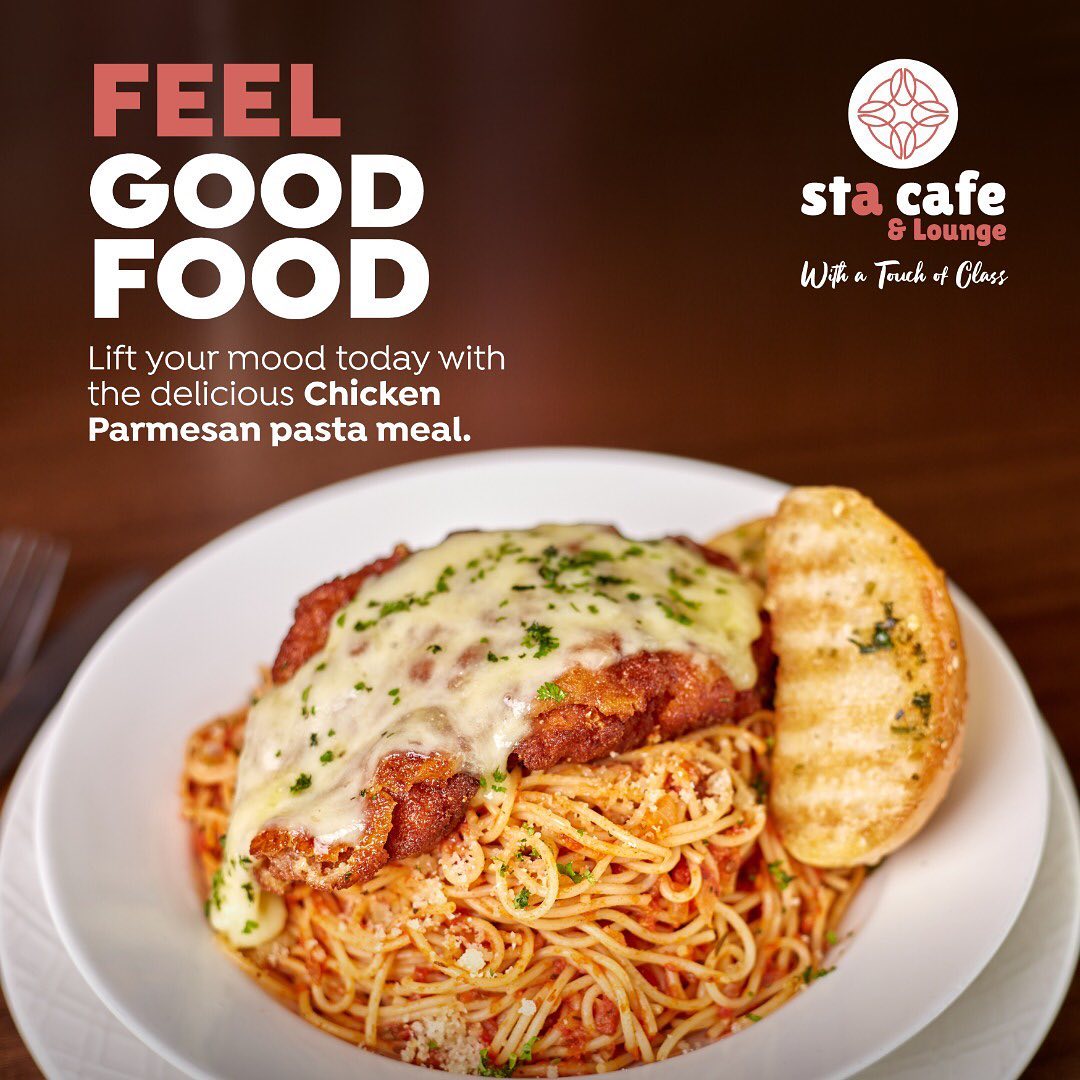 FEEL
GOOD
FOOD
Lift your mood today with
the delicious Chicken
Parmesan pasta meal.
sta cafe
& Lounge
With a Touch of Class